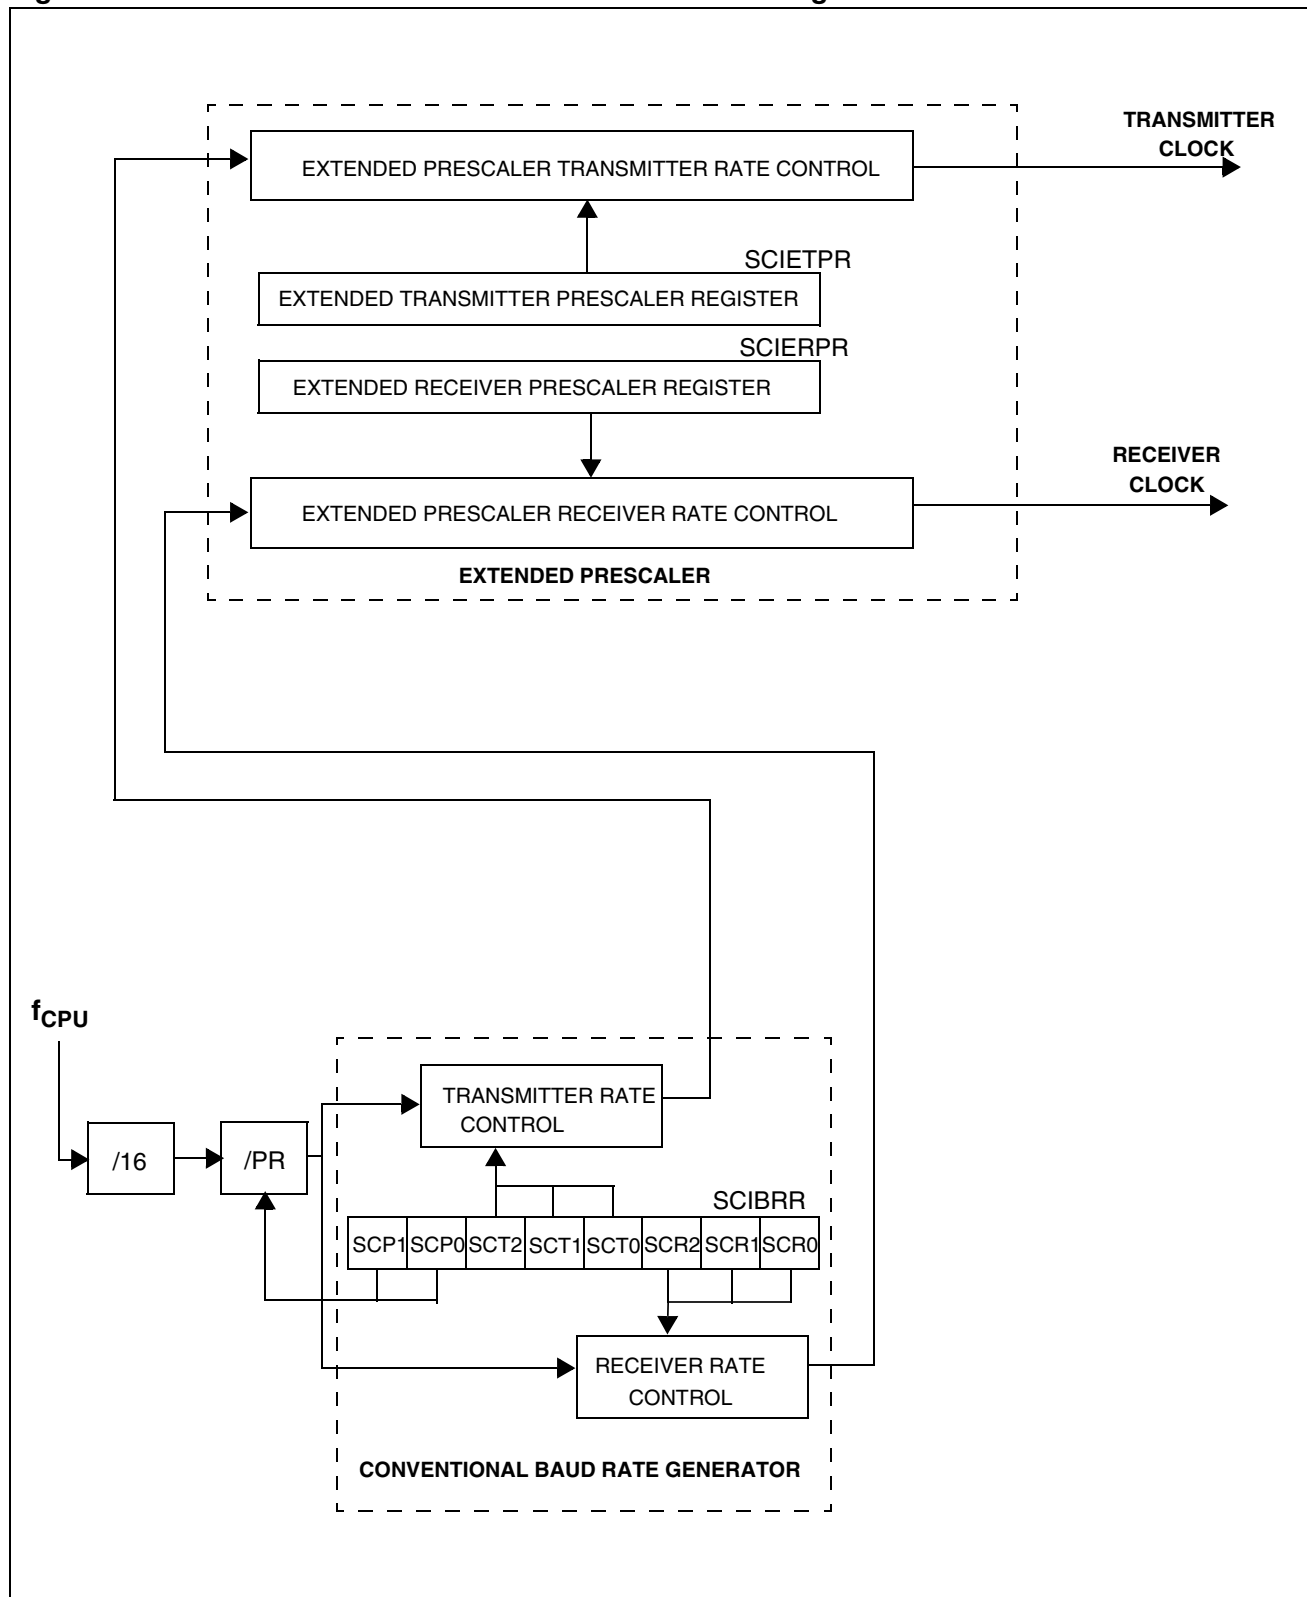 TRANSMITTER
CLOCK
EXTENDED PRESCALER TRANSMITTER RATE CONTROL
SCIETPR
EXTENDED TRANSMITTER PRESCALER REGISTER
SCIERPR
EXTENDED RECEIVER PRESCALER REGISTER
RECEIVER
CLOCK
EXTENDED PRESCALER RECEIVER RATE CONTROL
EXTENDED PRESCALER
fCPU
TRANSMITTER RATE
CONTROL
/16
/PR
SCIBRR
SCP1 SCP0 SCT2 SCT1 SCT0 SCR2 SCR1 SCR0
RECEIVER RATE
CONTROL
CONVENTIONAL BAUD RATE GENERATOR